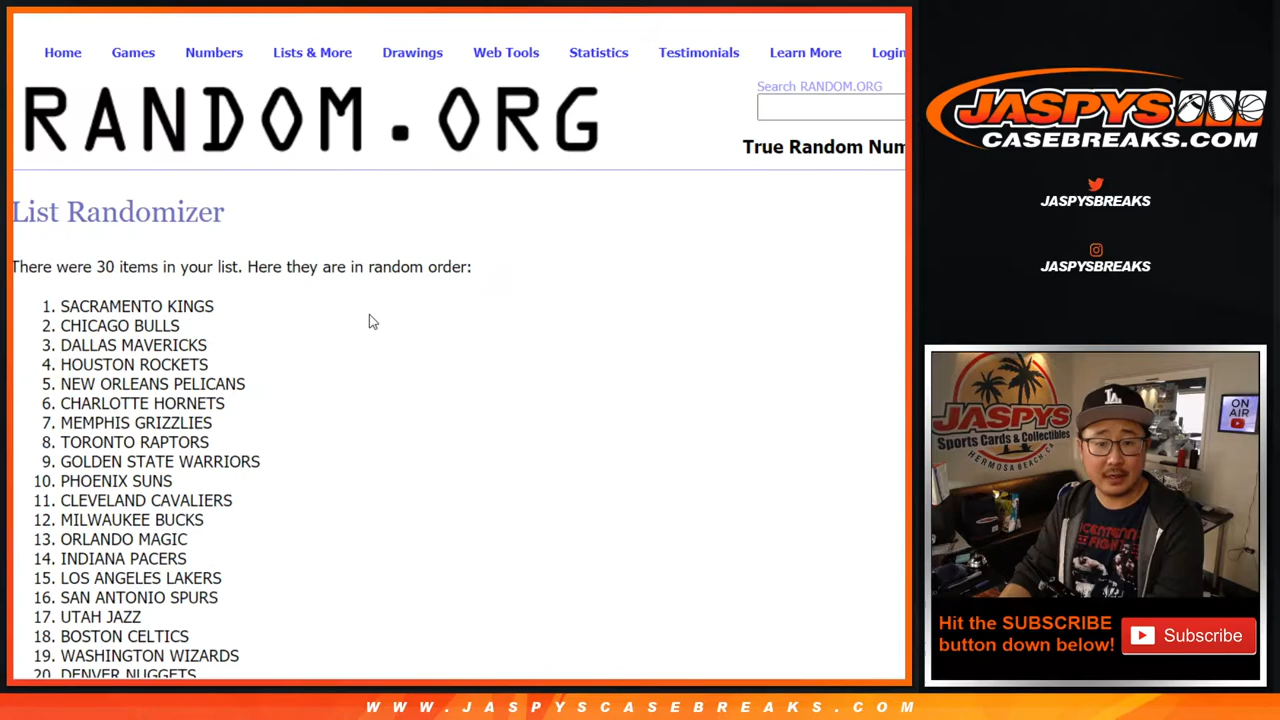 Home Games Numbers Lists & More Drawings Web Tools Statistics Testimonials Learn More Login
RANDOM.ORG
Search RANDOM.ORG
True Random Num
List Randomizer
There were 30 items in your list. Here they are in random order:
1. SACRAMENTO KINGS
2. CHICAGO BULLS
3. DALLAS MAVERICKS
4. HOUSTON ROCKETS
5. NEW ORLEANS PELICANS
6. CHARLOTTE HORNETS
7. MEMPHIS GRIZZLIES
8. TORONTO RAPTORS
9. GOLDEN STATE WARRIORS
10. PHOENIX SUNS
11. CLEVELAND CAVALIERS
12. MILWAUKEE BUCKS
13. ORLANDO MAGIC
14. INDIANA PACERS
15. LOS ANGELES LAKERS
16. SAN ANTONIO SPURS
17. UTAH JAZZ
18. BOSTON CELTICS
19. WASHINGTON WIZARDS
20. DENVER NUGGETS
JASPYS
CASEBREAKS.COM
JASPYSBREAKS
JASPYSBREAKS
JASPYS
Sports Cards & Collectibles
HERMOSA BEACH, CA
LA
ON AIR
Hit the SUBSCRIBE
button down below!
Subscribe
WWW.JASPYSCASEBREAKS.COM